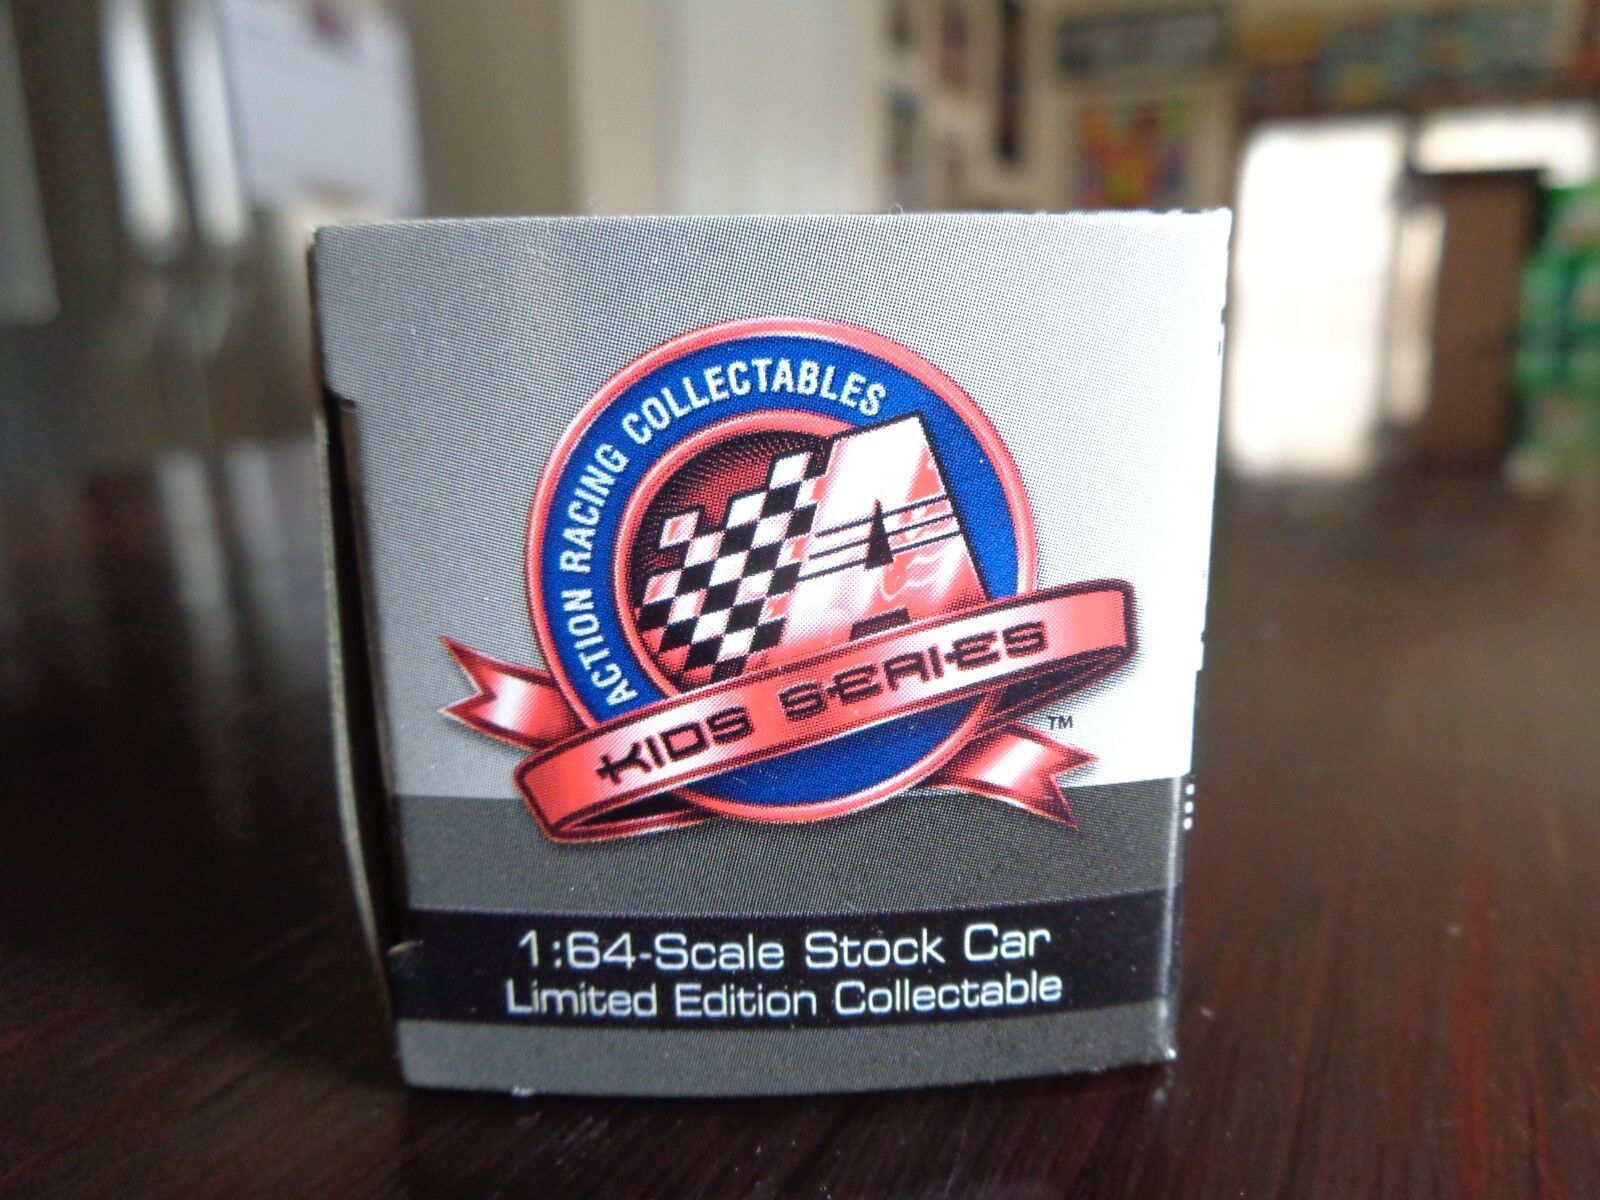 ACTION RACING COLLECTABLES
A
KIDS SERIES
TM
1:64-Scale Stock Car
Limited Edition Collectable